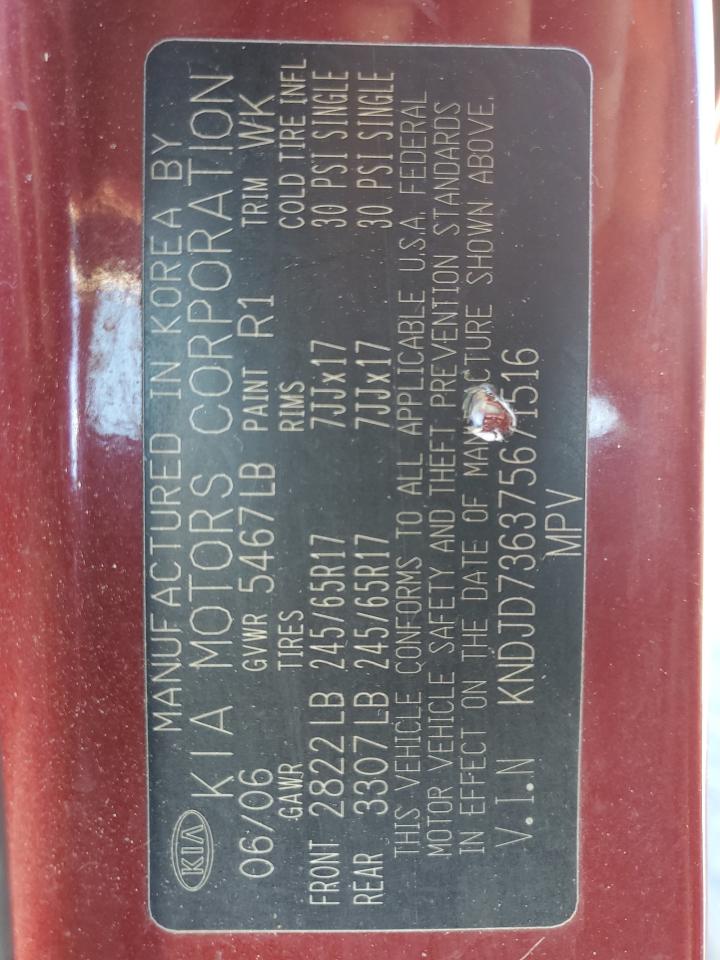 KIA
MANUFACTURED IN KOREA BY
KIA MOTORS CORPORATION
06/06 GVWR 5467LB PAINT R1 TRIM WK
GAWR TIRES RIMS COLD TIRE INFL
FRONT 2822LB 245/65R17 7JJx17 30 PSI SINGLE
REAR 3307LB 245/65R17 7JJx17 30 PSI SINGLE
THIS VEHICLE CONFORMS TO ALL APPLICABLE U.S.A. FEDERAL
MOTOR VEHICLE SAFETY AND THEFT PREVENTION STANDARDS
IN EFFECT ON THE DATE OF MANUFACTURE SHOWN ABOVE.
V.I.N
MPV